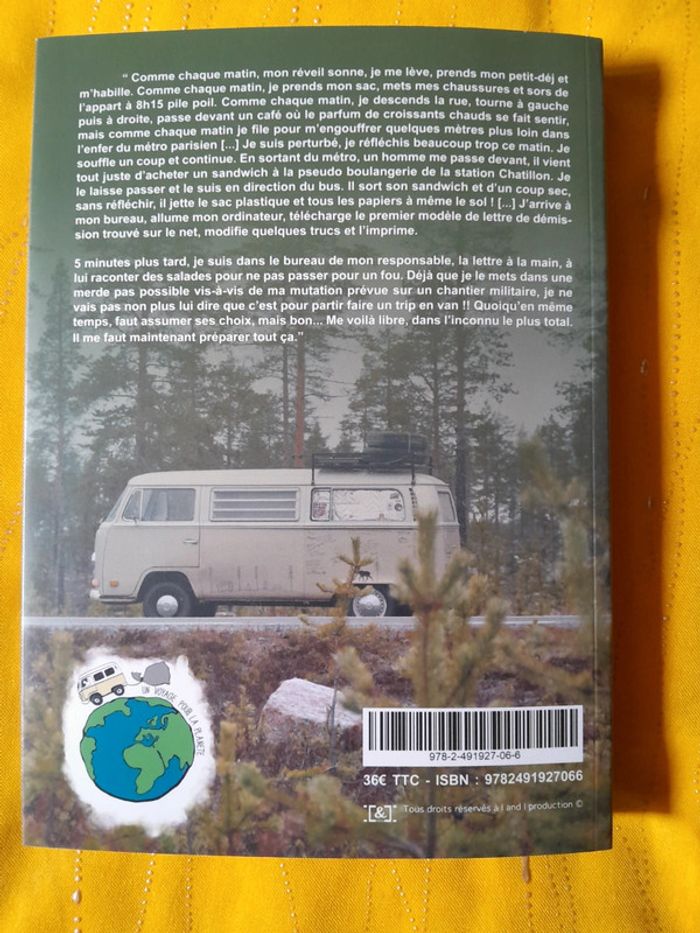 “ Comme chaque matin, mon réveil sonne, je me lève, prends mon petit-déj et
m’habille. Comme chaque matin, je prends mon sac, mets mes chaussures et sors de
l’appart à 8h15 pile poil. Comme chaque matin, je descends la rue, tourne à gauche
puis à droite, passe devant un café où le parfum de croissants chauds se fait sentir,
mais comme chaque matin je file pour m’engouffrer quelques mètres plus loin dans
l’enfer du métro parisien [...] Je suis perturbé, je réfléchis beaucoup trop ce matin. Je
souffle un coup et continue. En sortant du métro, un homme me passe devant, il vient
tout juste d’acheter un sandwich à la pseudo boulangerie de la station Chatillon. Je
le laisse passer et le suis en direction du bus. Il sort son sandwich et d’un coup sec,
sans réfléchir, il jette le sac plastique et tous les papiers à même le sol ! [...] J’arrive à
mon bureau, allume mon ordinateur, télécharge le premier modèle de lettre de démis-
sion trouvé sur le net, modifie quelques trucs et l’imprime.
5 minutes plus tard, je suis dans le bureau de mon responsable, la lettre à la main, à
lui raconter des salades pour ne pas passer pour un fou. Déjà que je le mets dans une
merde pas possible vis-à-vis de ma mutation prévue sur un chantier militaire, je ne
vais pas non plus lui dire que c’est pour partir faire un trip en van !! Quoiqu’en même
temps, faut assumer ses choix, mais bon... Me voilà libre, dans l’inconnu le plus total.
Il me faut maintenant préparer tout ça.”
UN VOYAGE POUR LA PLANETE
978-2-491927-06-6
36€ TTC - ISBN : 9782491927066
[&] Tous droits réservés à I and I production ©